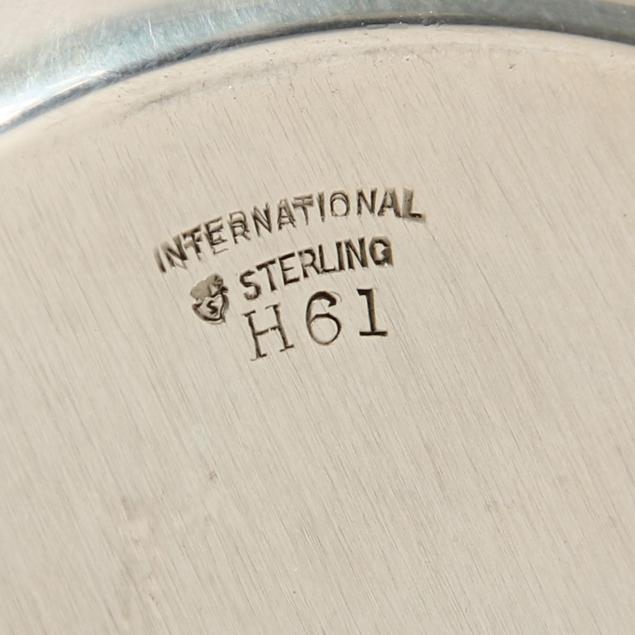 INTERNATIONAL
STERLING
S
H61